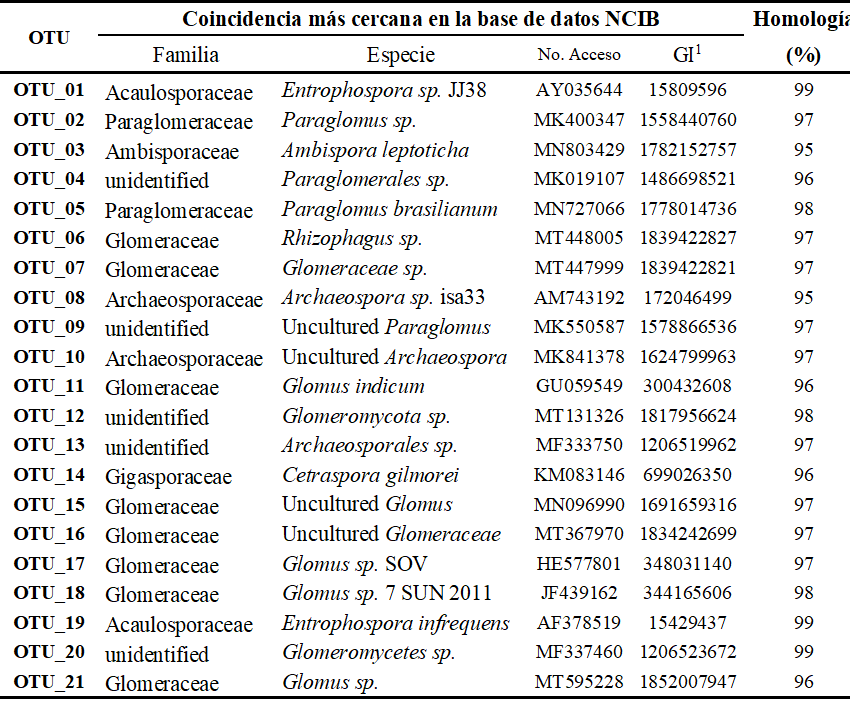 OTU Coincidencia más cercana en la base de datos NCIB Homología
Familia Especie No. Acceso GI¹ (%)
OTU_01 Acaulosporaceae Entrophospora sp. JJ38 AY035644 15809596 99
OTU_02 Paraglomeraceae Paraglomus sp. MK400347 1558440760 97
OTU_03 Ambisporaceae Ambispora leptoticha MN803429 1782152757 95
OTU_04 unidentified Paraglomerales sp. MK019107 1486698521 96
OTU_05 Paraglomeraceae Paraglomus brasilianum MN727066 1778014736 98
OTU_06 Glomeraceae Rhizophagus sp. MT448005 1839422827 97
OTU_07 Glomeraceae Glomeraceae sp. MT447999 1839422821 97
OTU_08 Archaeosporaceae Archaeospora sp. isa33 AM743192 172046499 95
OTU_09 unidentified Uncultured Paraglomus MK550587 1578866536 97
OTU_10 Archaeosporaceae Uncultured Archaeospora MK841378 1624799963 97
OTU_11 Glomeraceae Glomus indicum GU059549 300432608 96
OTU_12 unidentified Glomeromycota sp. MT131326 1817956624 98
OTU_13 unidentified Archaeosporales sp. MF333750 1206519962 97
OTU_14 Gigasporaceae Cetraspora gilmorei KM083146 699026350 96
OTU_15 Glomeraceae Uncultured Glomus MN096990 1691659316 97
OTU_16 Glomeraceae Uncultured Glomeraceae MT367970 1834242699 97
OTU_17 Glomeraceae Glomus sp. SOV HE577801 348031140 97
OTU_18 Glomeraceae Glomus sp. 7 SUN 2011 JF439162 344165606 98
OTU_19 Acaulosporaceae Entrophospora infrequens AF378519 15429437 99
OTU_20 unidentified Glomeromycetes sp. MF337460 1206523672 99
OTU_21 Glomeraceae Glomus sp. MT595228 1852007947 96